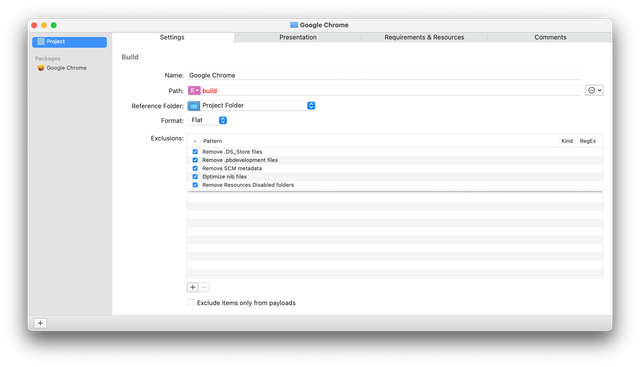 Google Chrome
Project
Packages
Google Chrome
Settings
Presentation
Requirements & Resources
Comments
Build
Name: Google Chrome
Path: R build
Reference Folder: Project Folder
Format: Flat
Exclusions:
Pattern Kind RegEx
Remove .DS_Store files
Remove .pbdevelopment files
Remove SCM metadata
Optimize nib files
Remove Resources Disabled folders
Exclude items only from payloads